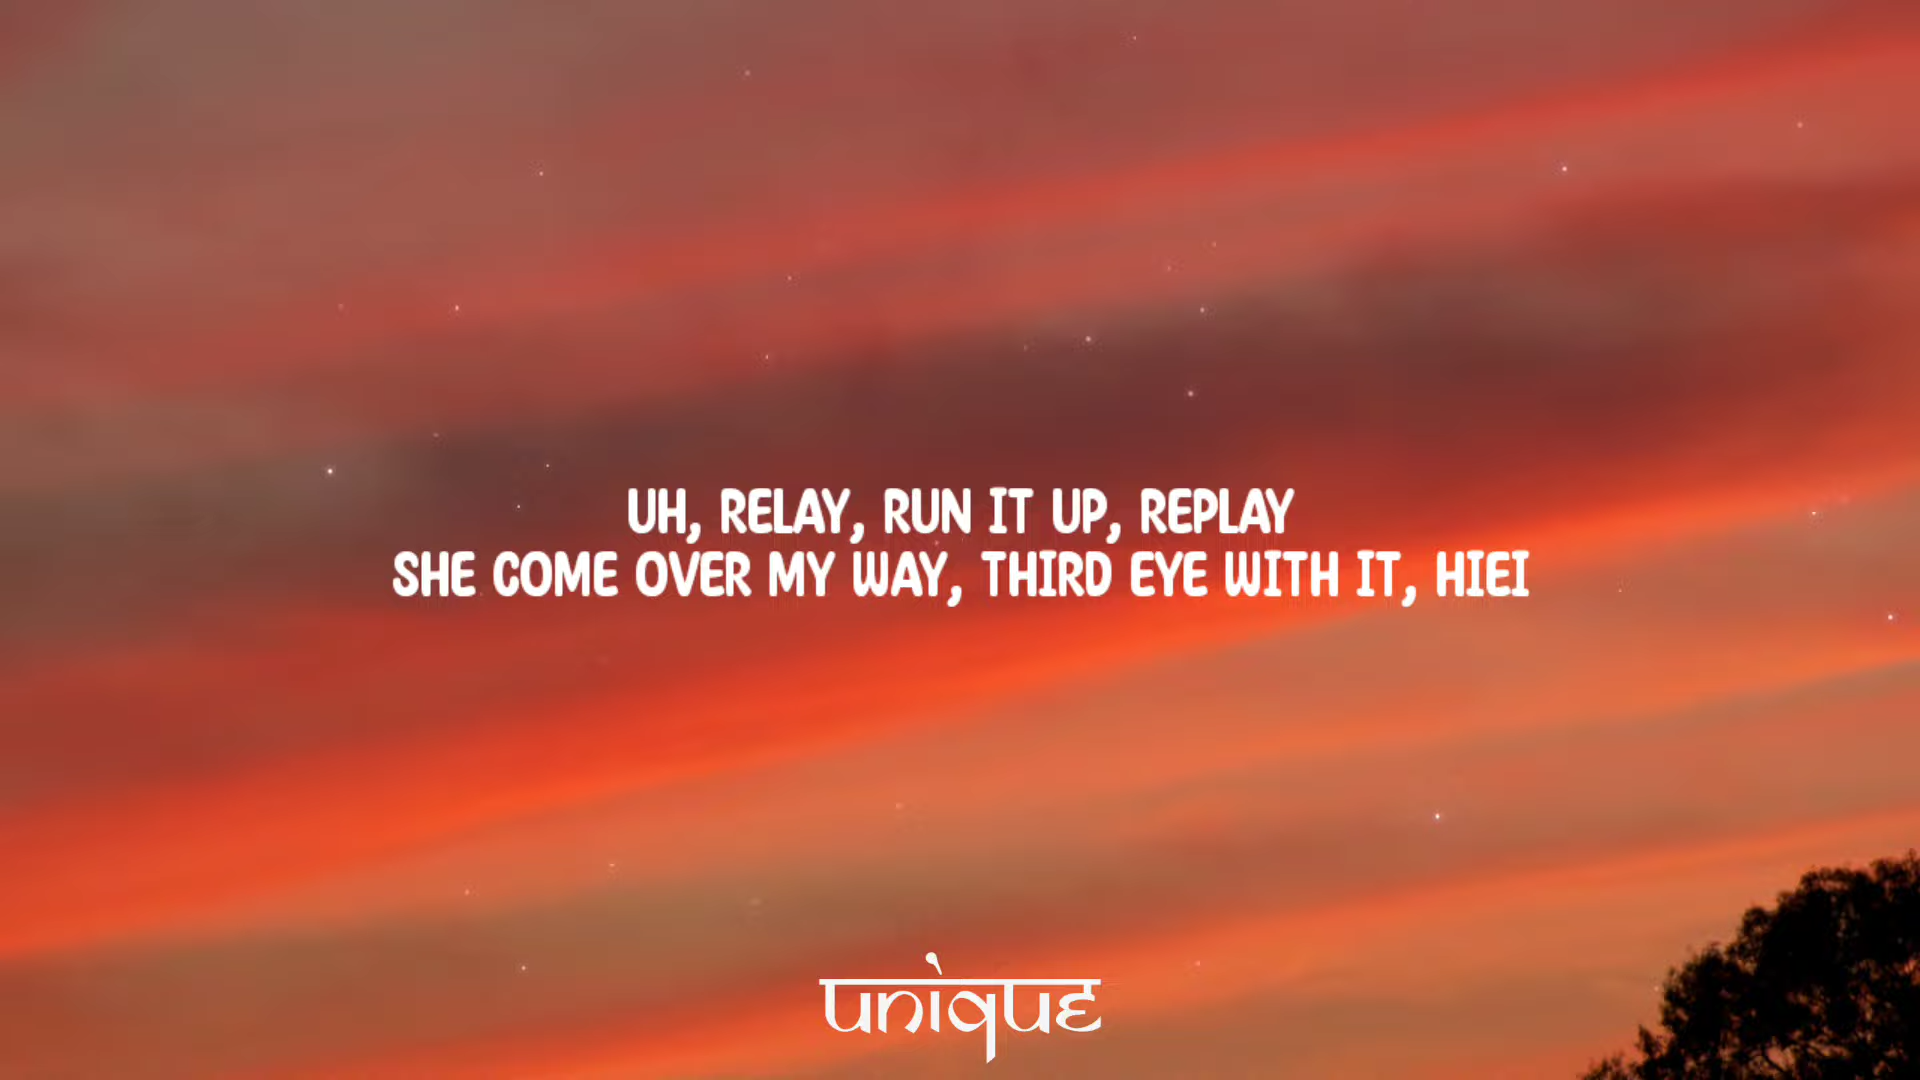 UH, RELAY, RUN IT UP, REPLAY
SHE COME OVER MY WAY, THIRD EYE WITH IT, HIEI
unique